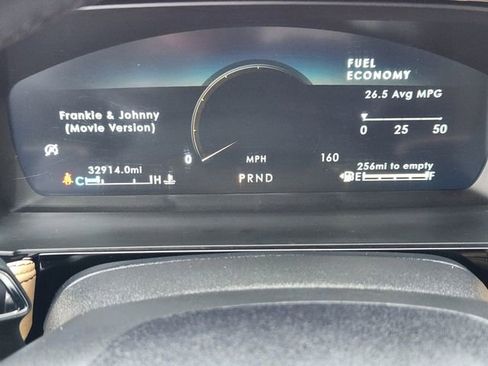 FUEL
ECONOMY
26.5 Avg MPG
0 25 50
Frankie & Johnny
(Movie Version)
0 MPH 160
32914.0mi
PRND
256mi to empty
C H
E F